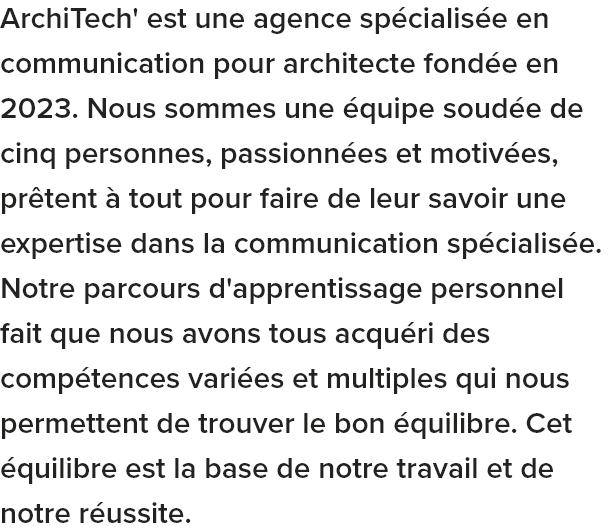 ArchiTech' est une agence spécialisée en
communication pour architecte fondée en
2023. Nous sommes une équipe soudée de
cinq personnes, passionnées et motivées,
prêtent à tout pour faire de leur savoir une
expertise dans la communication spécialisée.
Notre parcours d'apprentissage personnel
fait que nous avons tous acquéri des
compétences variées et multiples qui nous
permettent de trouver le bon équilibre. Cet
équilibre est la base de notre travail et de
notre réussite.